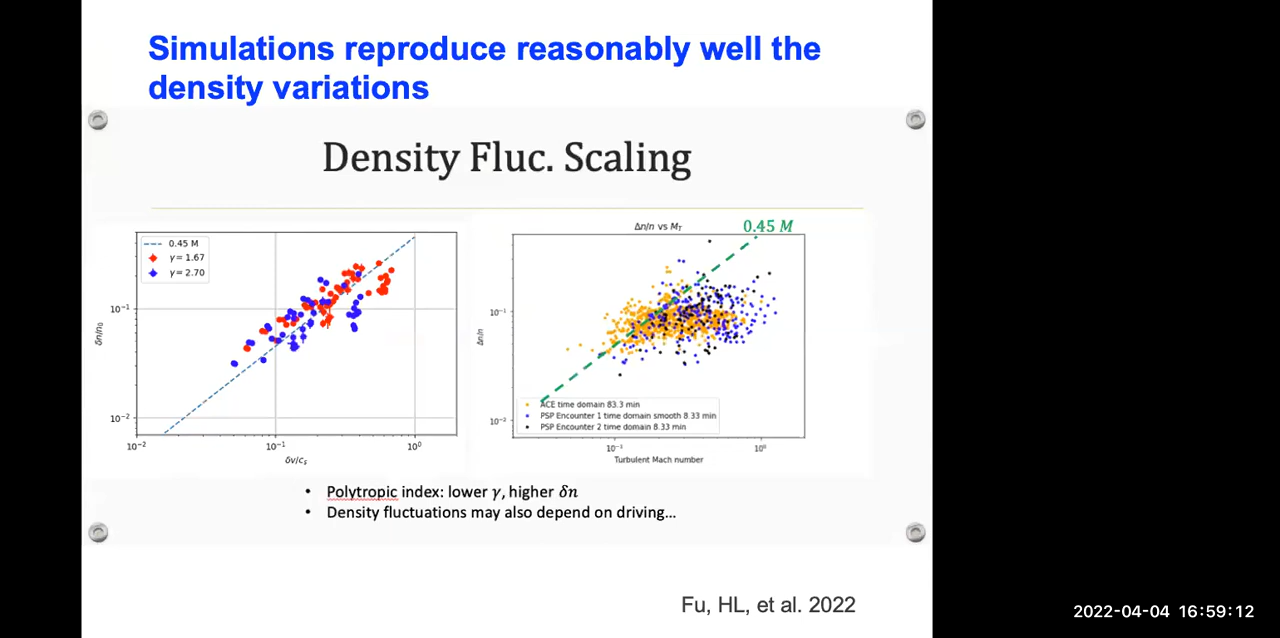 Simulations reproduce reasonably well the
density variations
Density Fluc. Scaling
0.45 M
γ = 1.67
γ = 2.70
δn/n₀
10⁻¹
10⁻²
10⁻²
10⁻¹
10⁰
δv/cₛ
Δn/n vs M_T
0.45 M
Δn/n
10⁻¹
10⁻²
ACE time domain 83.3 min
PSP Encounter 1 time domain smooth 8.33 min
PSP Encounter 2 time domain 8.33 min
10⁻¹
10⁰
Turbulent Mach number
• Polytropic index: lower γ, higher δn
• Density fluctuations may also depend on driving...
Fu, HL, et al. 2022
2022-04-04 16:59:12